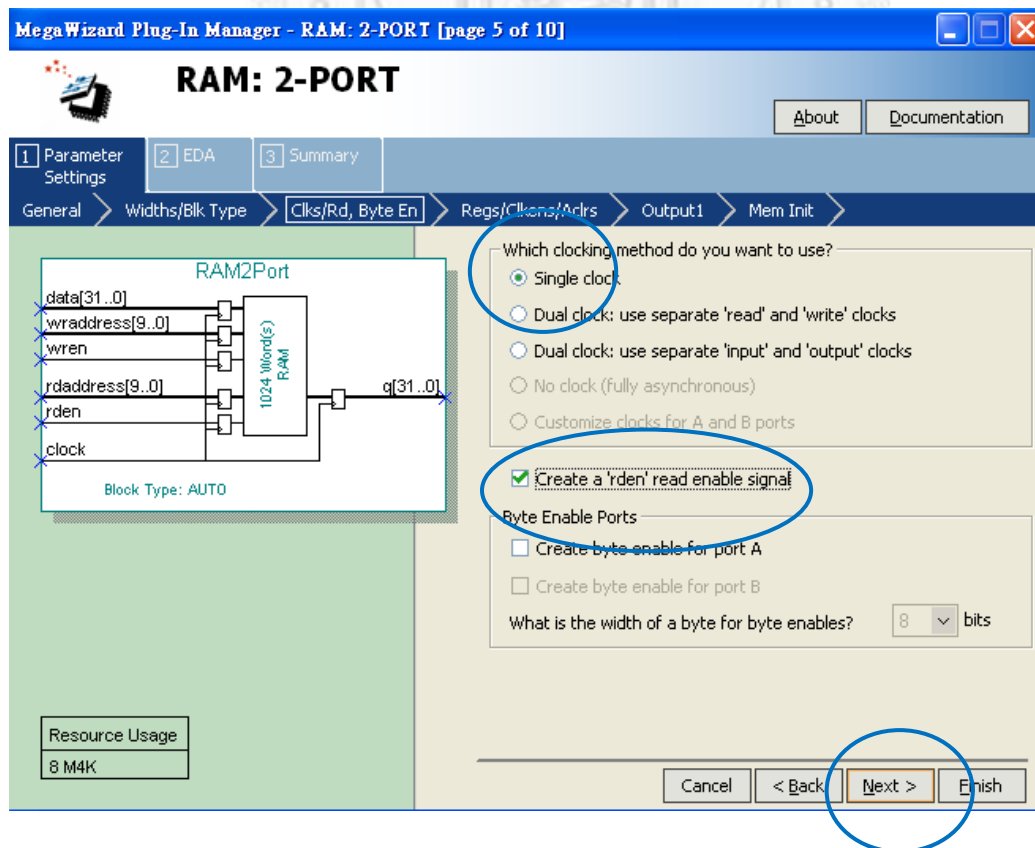 MegaWizard Plug-In Manager - RAM: 2-PORT [page 5 of 10]
RAM: 2-PORT
About
Documentation
1 Parameter Settings
2 EDA
3 Summary
General
Widths/Blk Type
Clks/Rd, Byte En
Regs/Clkens/Aclrs
Output1
Mem Init
RAM2Port
data[31..0]
wraddress[9..0]
wren
rdaddress[9..0]
rden
clock
1024 Word(s)
RAM
q[31..0]
Block Type: AUTO
Resource Usage
8 M4K
Which clocking method do you want to use?
Single clock
Dual clock: use separate 'read' and 'write' clocks
Dual clock: use separate 'input' and 'output' clocks
No clock (fully asynchronous)
Customize clocks for A and B ports
Create a 'rden' read enable signal
Byte Enable Ports
Create byte enable for port A
Create byte enable for port B
What is the width of a byte for byte enables?
8
bits
Cancel
< Back
Next >
Finish